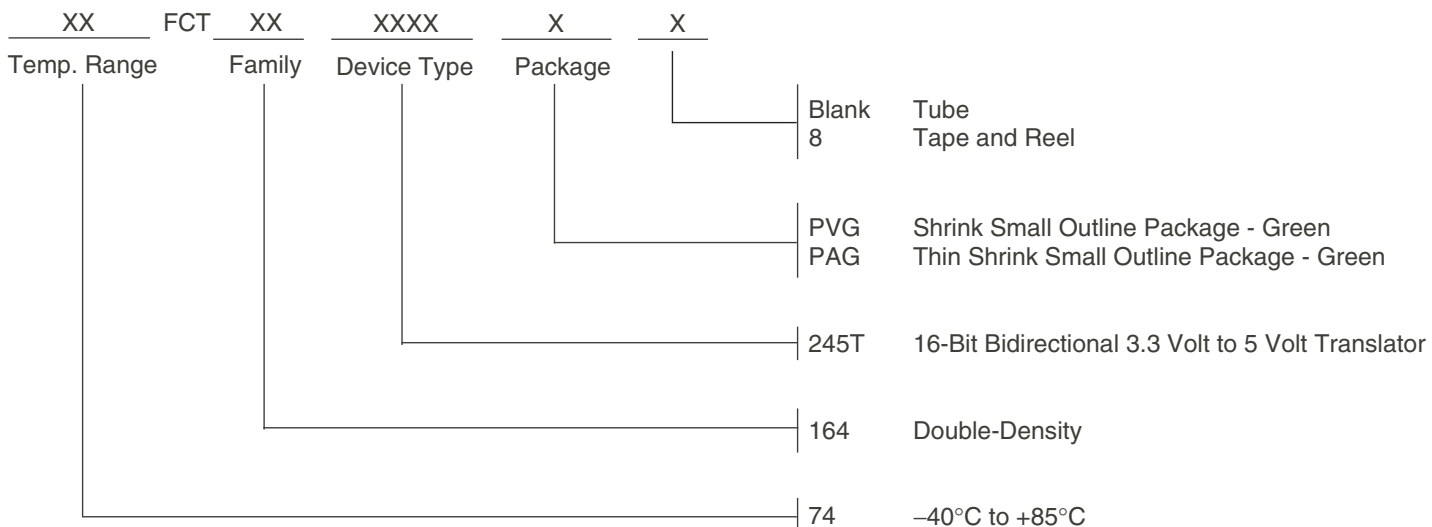 XX FCT XX XXXX X X
Temp. Range Family Device Type Package
Blank Tube
8 Tape and Reel
PVG Shrink Small Outline Package - Green
PAG Thin Shrink Small Outline Package - Green
245T 16-Bit Bidirectional 3.3 Volt to 5 Volt Translator
164 Double-Density
74 –40°C to +85°C